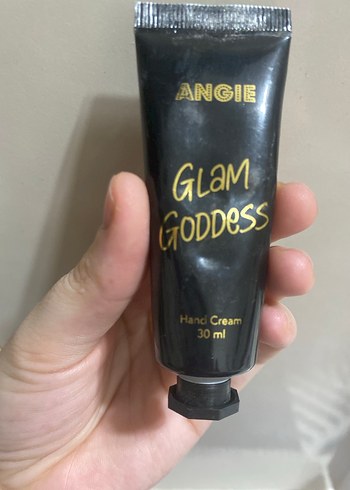 ANGIE
GLaM
GODDesS
Hand Cream
30 ml